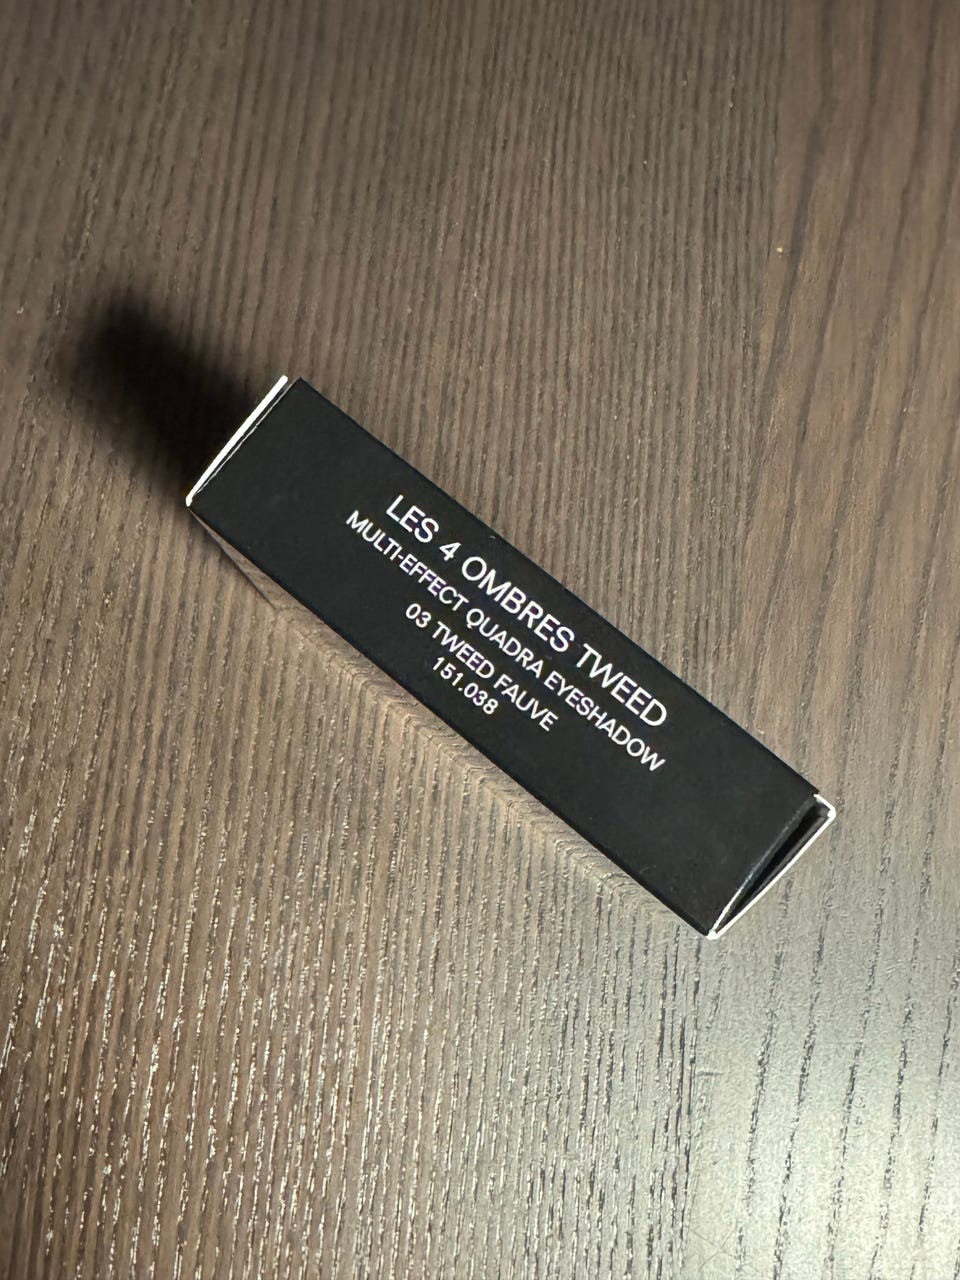 LES 4 OMBRES TWEED
MULTI-EFFECT QUADRA EYESHADOW
03 TWEED FAUVE
151.038